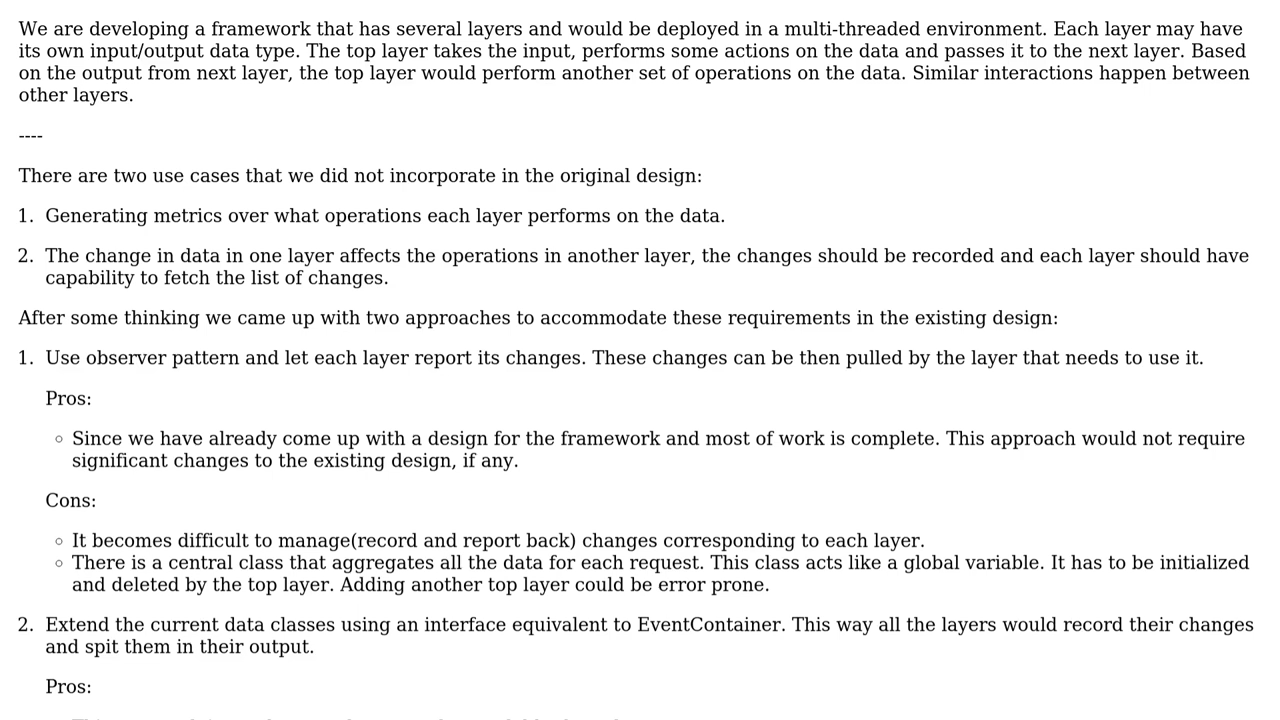 We are developing a framework that has several layers and would be deployed in a multi-threaded environment. Each layer may have
its own input/output data type. The top layer takes the input, performs some actions on the data and passes it to the next layer. Based
on the output from next layer, the top layer would perform another set of operations on the data. Similar interactions happen between
other layers.
----
There are two use cases that we did not incorporate in the original design:
1. Generating metrics over what operations each layer performs on the data.
2. The change in data in one layer affects the operations in another layer, the changes should be recorded and each layer should have
capability to fetch the list of changes.
After some thinking we came up with two approaches to accommodate these requirements in the existing design:
1. Use observer pattern and let each layer report its changes. These changes can be then pulled by the layer that needs to use it.
Pros:
◦ Since we have already come up with a design for the framework and most of work is complete. This approach would not require
significant changes to the existing design, if any.
Cons:
◦ It becomes difficult to manage(record and report back) changes corresponding to each layer.
◦ There is a central class that aggregates all the data for each request. This class acts like a global variable. It has to be initialized
and deleted by the top layer. Adding another top layer could be error prone.
2. Extend the current data classes using an interface equivalent to EventContainer. This way all the layers would record their changes
and spit them in their output.
Pros: